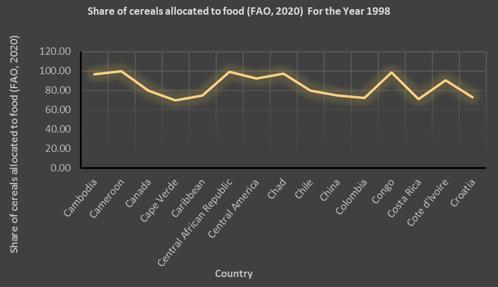 Share of cereals allocated to food (FAO, 2020)  For the Year 1998
Share of cereals allocated to food (FAO, 2020)
120.00
100.00
80.00
60.00
40.00
20.00
0.00
Cambodia
Cameroon
Canada
Cape Verde
Caribbean
Central African Republic
Central America
Chad
Chile
China
Colombia
Congo
Costa Rica
Cote d'Ivoire
Croatia
Country